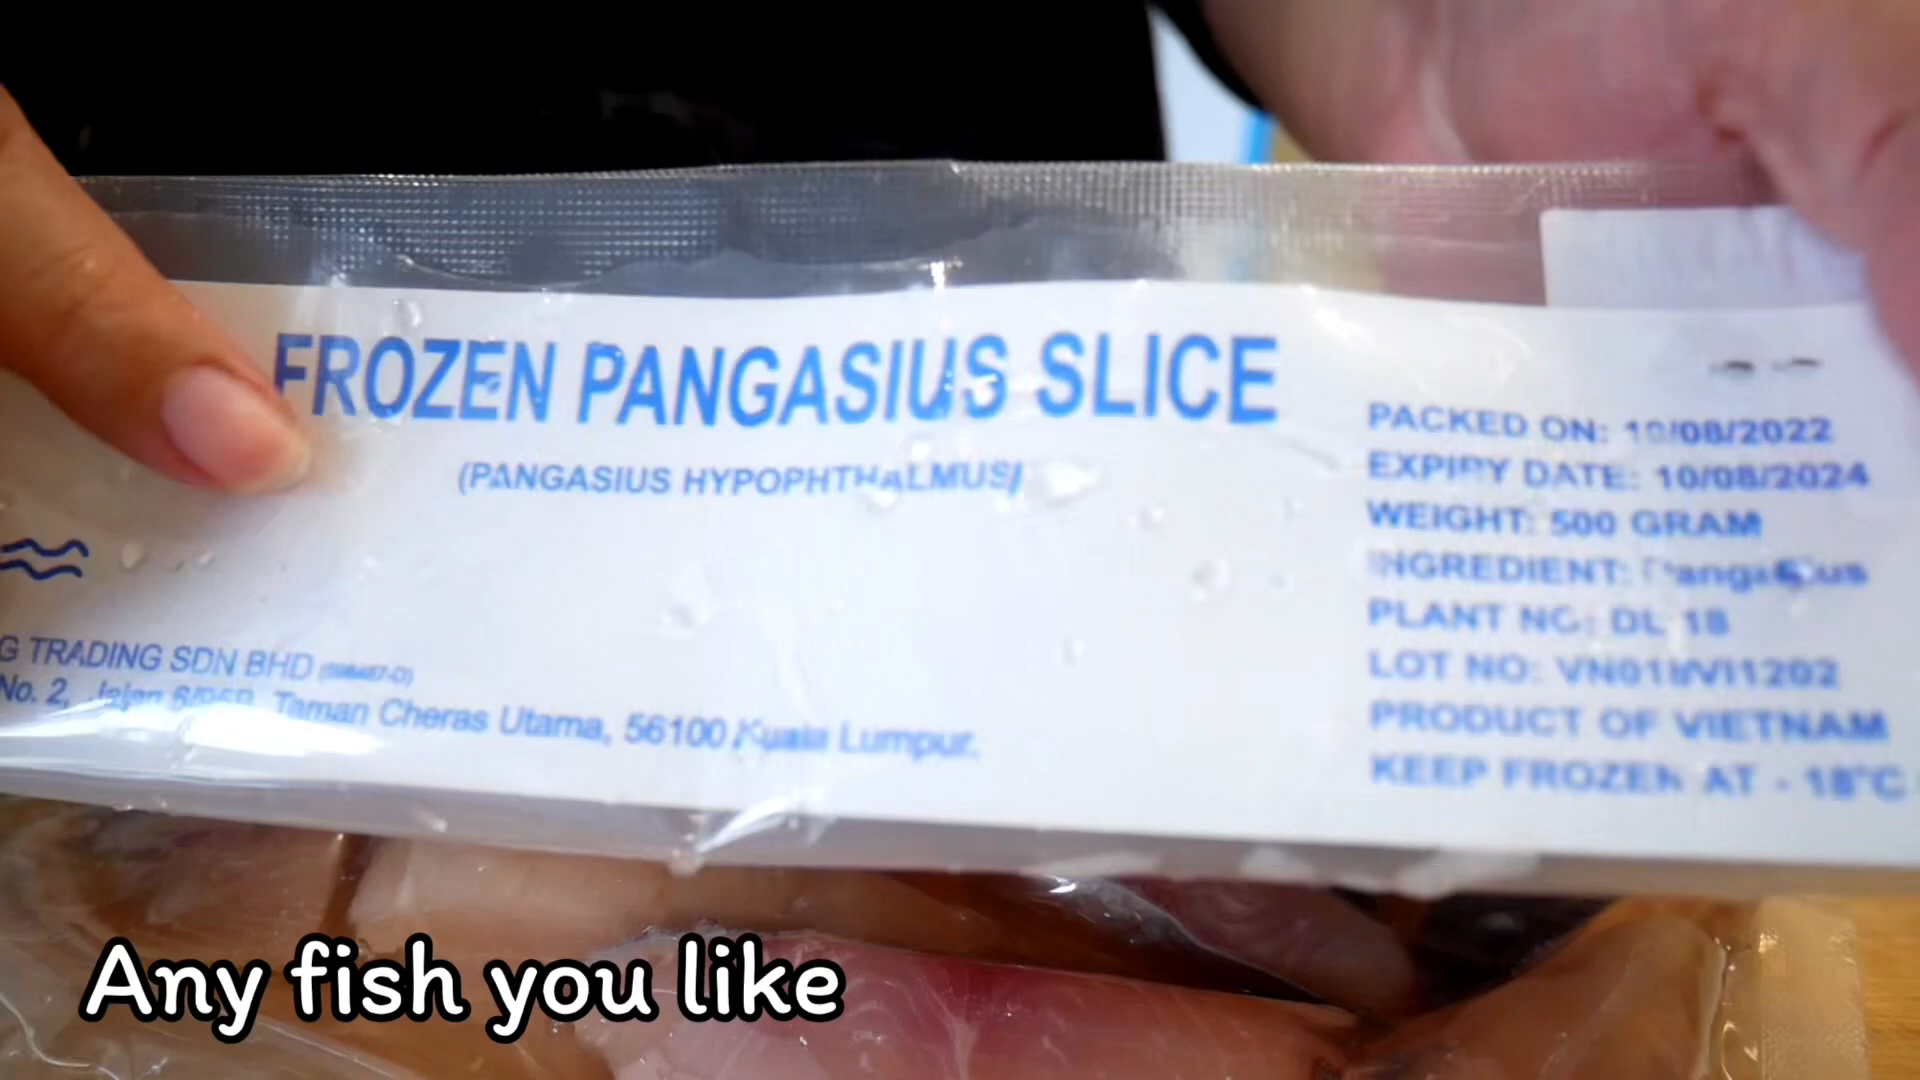 FROZEN PANGASIUS SLICE
(PANGASIUS HYPOPHTHALMUS)
G TRADING SDN BHD
No. 2, Jalan Taman Cheras Utama, 56100 Kuala Lumpur.
PACKED ON: 10/08/2022
EXPIRY DATE: 10/08/2024
WEIGHT: 500 GRAM
INGREDIENT: Pangasius
PLANT NO: DL 18
LOT NO:
PRODUCT OF VIETNAM
KEEP FROZEN AT - 18°C
Any fish you like